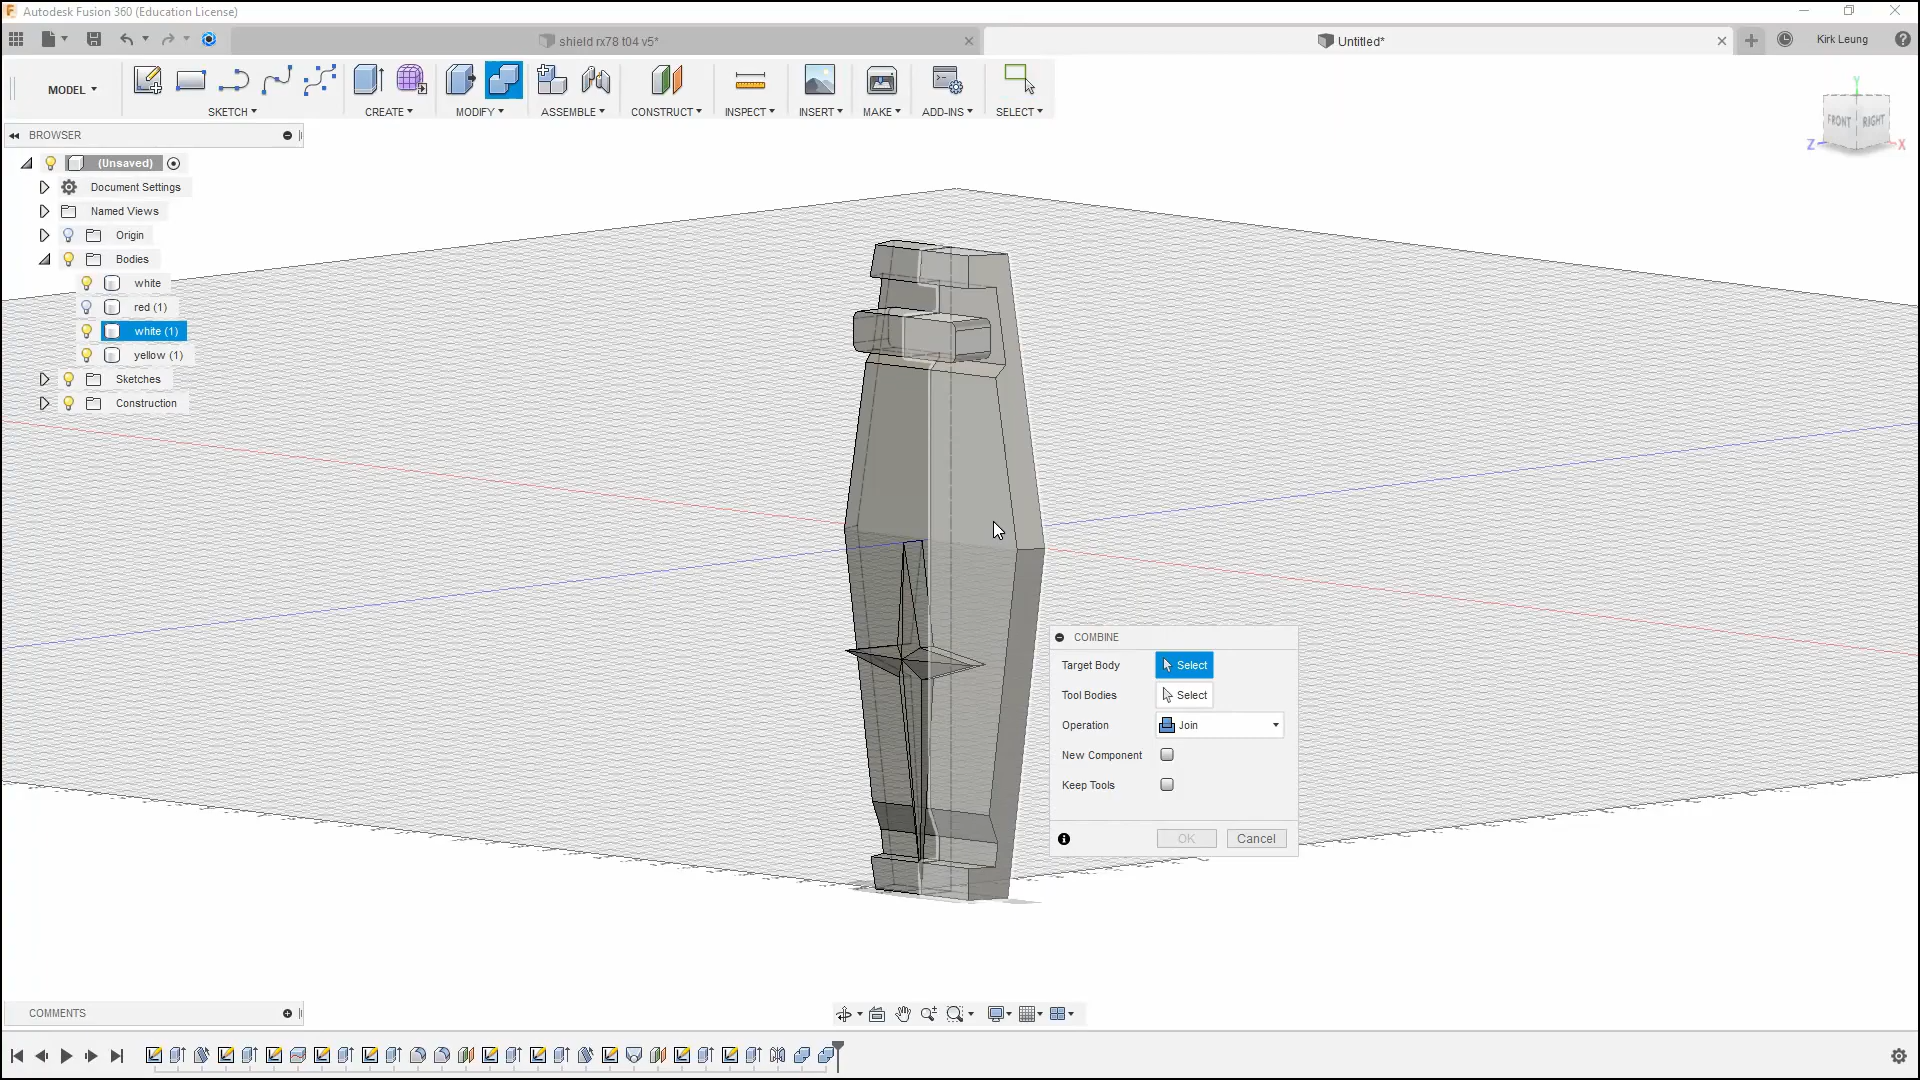 Autodesk Fusion 360 (Education License)
shield rx78 t04 v5*
Untitled*
Kirk Leung
MODEL
SKETCH
CREATE
MODIFY
ASSEMBLE
CONSTRUCT
INSPECT
INSERT
MAKE
ADD-INS
SELECT
BROWSER
(Unsaved)
Document Settings
Named Views
Origin
Bodies
white
red (1)
white (1)
yellow (1)
Sketches
Construction
Y
FRONT
RIGHT
Z
X
COMBINE
Target Body
Select
Tool Bodies
Select
Operation
Join
New Component
Keep Tools
OK
Cancel
COMMENTS